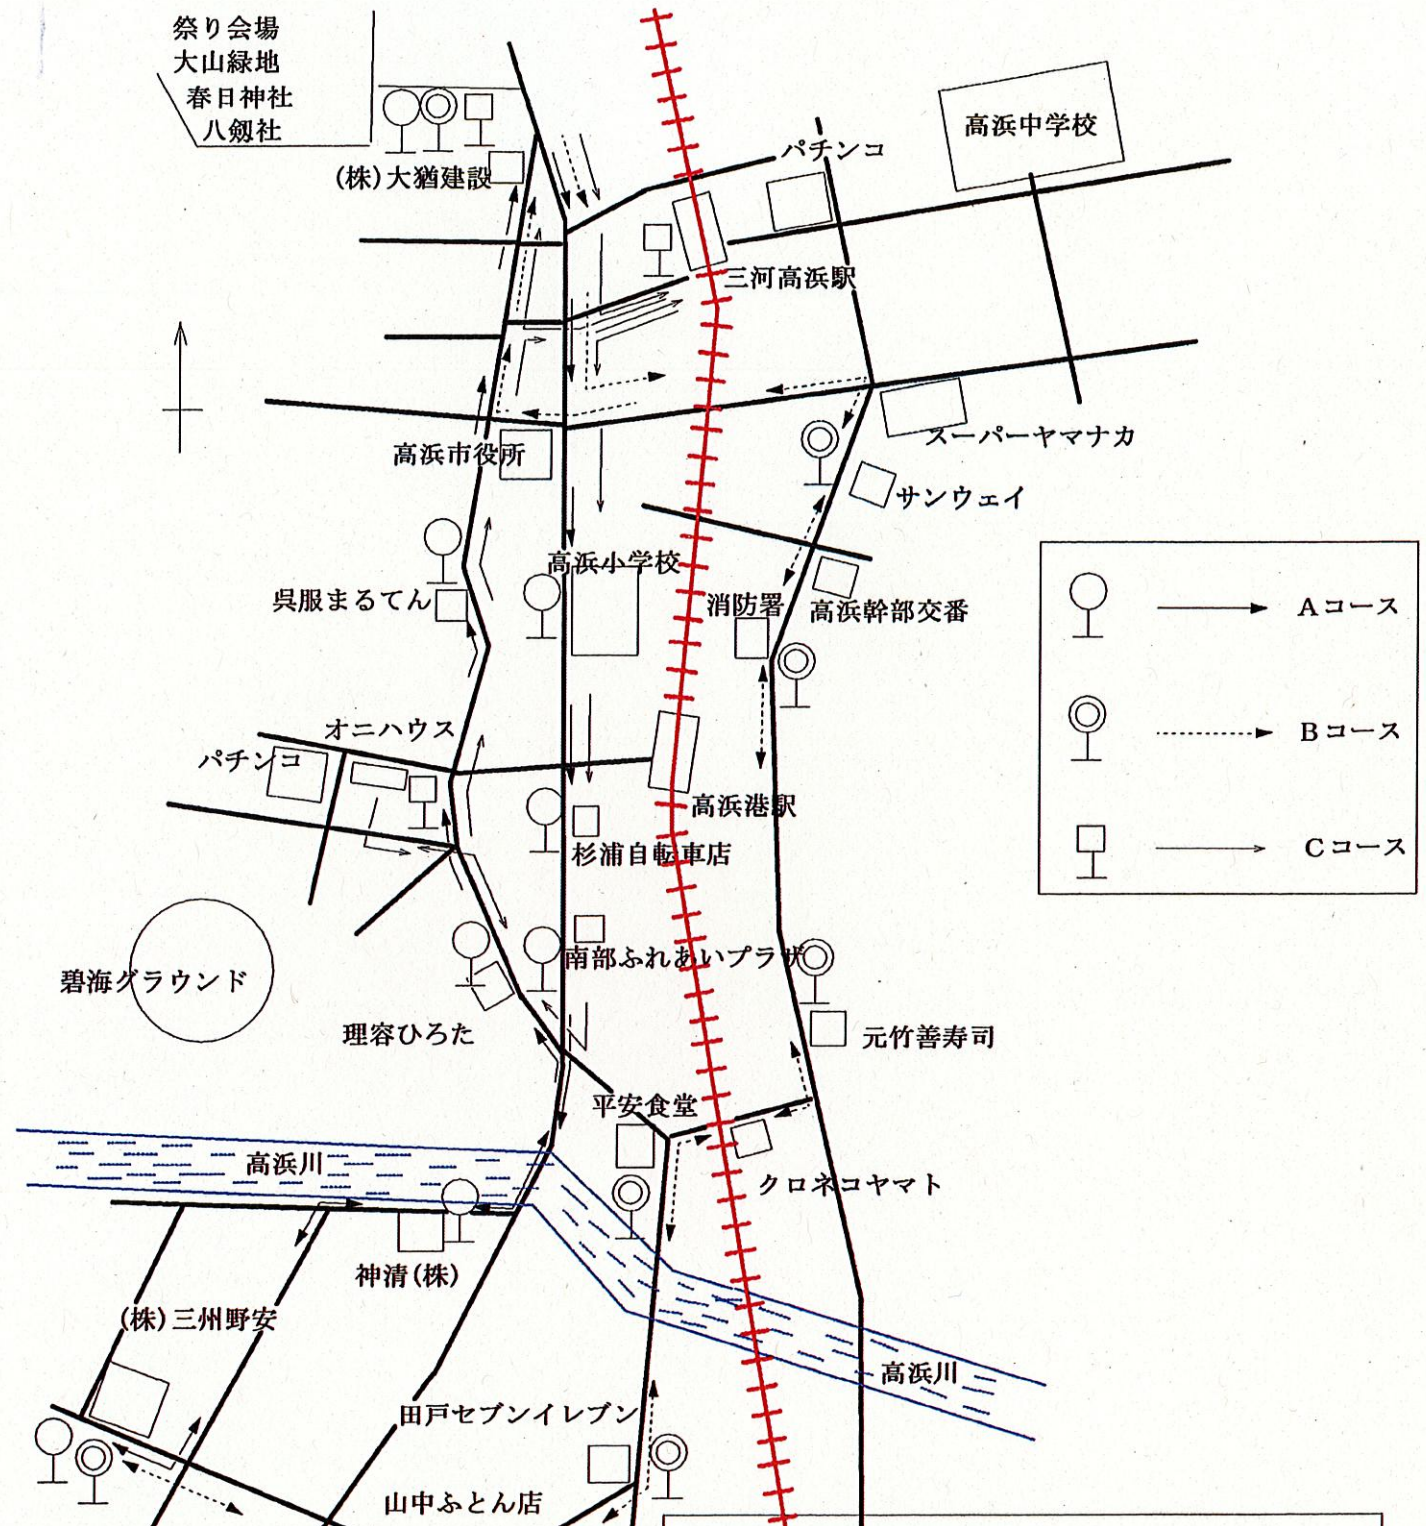 祭り会場
大山緑地
春日神社
八剱社
(株)大猶建設
パチンコ
高浜中学校
三河高浜駅
高浜市役所
スーパーヤマナカ
サンウェイ
高浜小学校
呉服まるてん
消防署
高浜幹部交番
Aコース
Bコース
Cコース
オニハウス
パチンコ
高浜港駅
杉浦自転車店
碧海グラウンド
南部ふれあいプラザ
理容ひろた
元竹善寿司
平安食堂
高浜川
クロネコヤマト
神清(株)
(株)三州野安
高浜川
田戸セブンイレブン
山中ふとん店